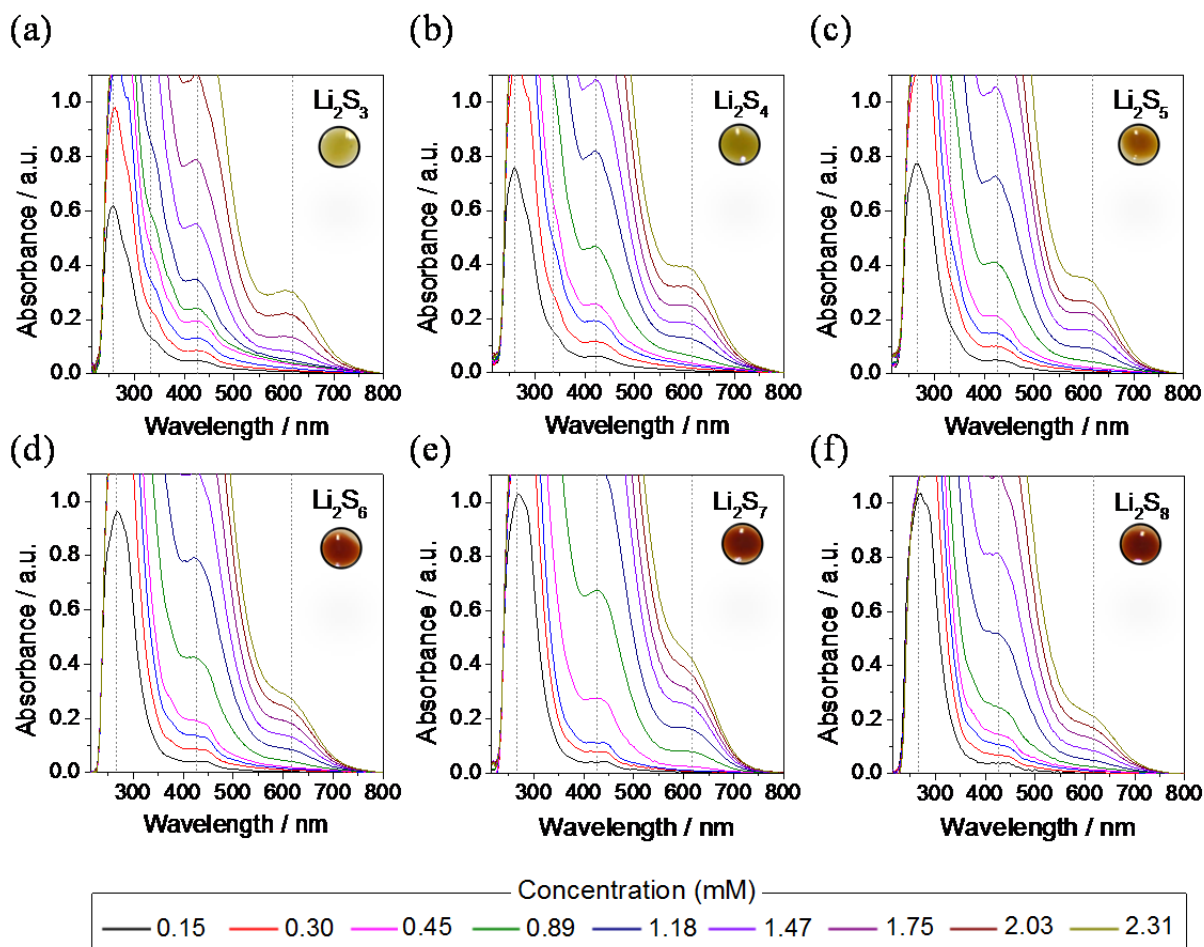 (a)
(b)
(c)
Li2S3
Li2S4
Li2S5
Absorbance / a.u.
1.0
0.8
0.6
0.4
0.2
0.0
300 400 500 600 700 800
Wavelength / nm
Absorbance / a.u.
1.0
0.8
0.6
0.4
0.2
0.0
300 400 500 600 700 800
Wavelength / nm
Absorbance / a.u.
1.0
0.8
0.6
0.4
0.2
0.0
300 400 500 600 700 800
Wavelength / nm
(d)
(e)
(f)
Li2S6
Li2S7
Li2S8
Absorbance / a.u.
1.0
0.8
0.6
0.4
0.2
0.0
300 400 500 600 700 800
Wavelength / nm
Absorbance / a.u.
1.0
0.8
0.6
0.4
0.2
0.0
300 400 500 600 700 800
Wavelength / nm
Absorbance / a.u.
1.0
0.8
0.6
0.4
0.2
0.0
300 400 500 600 700 800
Wavelength / nm
Concentration (mM)
0.15 0.30 0.45 0.89 1.18 1.47 1.75 2.03 2.31